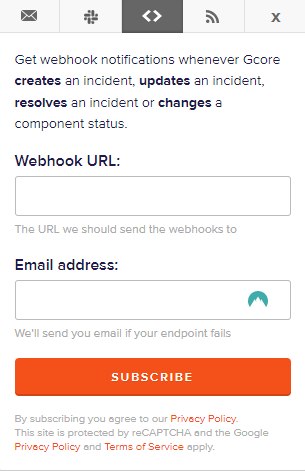 x
Get webhook notifications whenever Gcore
creates an incident, updates an incident,
resolves an incident or changes a
component status.
Webhook URL:
The URL we should send the webhooks to
Email address:
We'll send you email if your endpoint fails
SUBSCRIBE
By subscribing you agree to our Privacy Policy.
This site is protected by reCAPTCHA and the Google
Privacy Policy and Terms of Service apply.